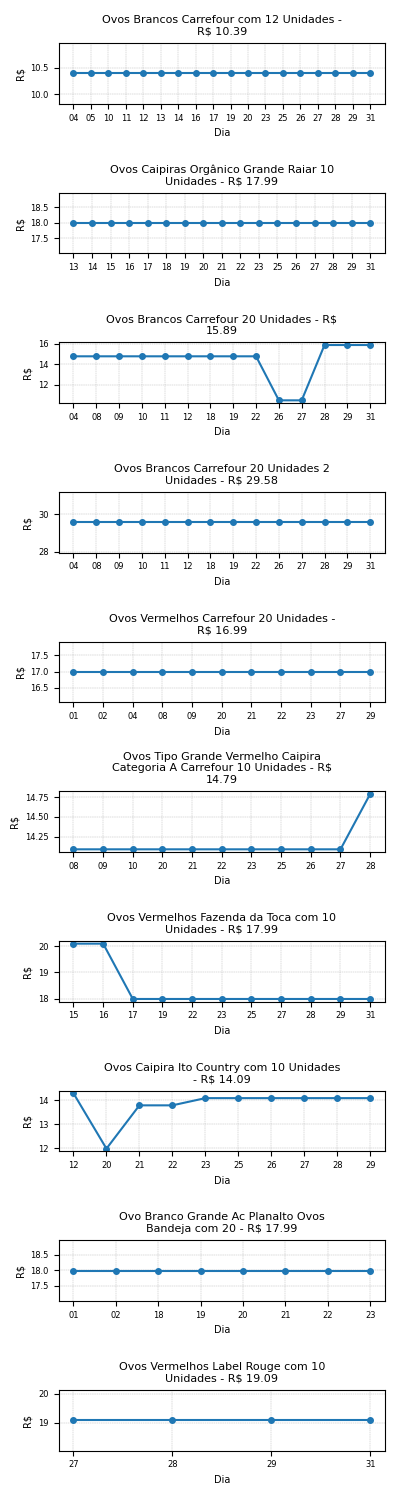 Ovos Brancos Carrefour com 12 Unidades -
R$ 10.39
10.5
10.0
R$
04 05 10 11 12 13 14 16 17 19 20 23 25 26 27 28 29 31
Dia
Ovos Caipiras Orgânico Grande Raiar 10
Unidades - R$ 17.99
18.5
18.0
17.5
R$
13 14 15 16 17 18 19 20 21 22 23 25 26 27 28 29 31
Dia
Ovos Brancos Carrefour 20 Unidades - R$
15.89
16
14
12
R$
04 08 09 10 11 12 18 19 22 26 27 28 29 31
Dia
Ovos Brancos Carrefour 20 Unidades 2
Unidades - R$ 29.58
30
28
R$
04 08 09 10 11 12 18 19 22 26 27 28 29 31
Dia
Ovos Vermelhos Carrefour 20 Unidades -
R$ 16.99
17.5
17.0
16.5
R$
01 02 04 08 09 20 21 22 23 27 29
Dia
Ovos Tipo Grande Vermelho Caipira
Categoria A Carrefour 10 Unidades - R$
14.79
14.75
14.50
14.25
R$
08 09 10 20 21 22 23 25 26 27 28
Dia
Ovos Vermelhos Fazenda da Toca com 10
Unidades - R$ 17.99
20
19
18
R$
15 16 17 19 22 23 25 27 28 29 31
Dia
Ovos Caipira Ito Country com 10 Unidades
- R$ 14.09
14
13
12
R$
12 20 21 22 23 25 26 27 28 29
Dia
Ovo Branco Grande Ac Planalto Ovos
Bandeja com 20 - R$ 17.99
18.5
18.0
17.5
R$
01 02 18 19 20 21 22 23
Dia
Ovos Vermelhos Label Rouge com 10
Unidades - R$ 19.09
20
19
R$
27 28 29 31
Dia